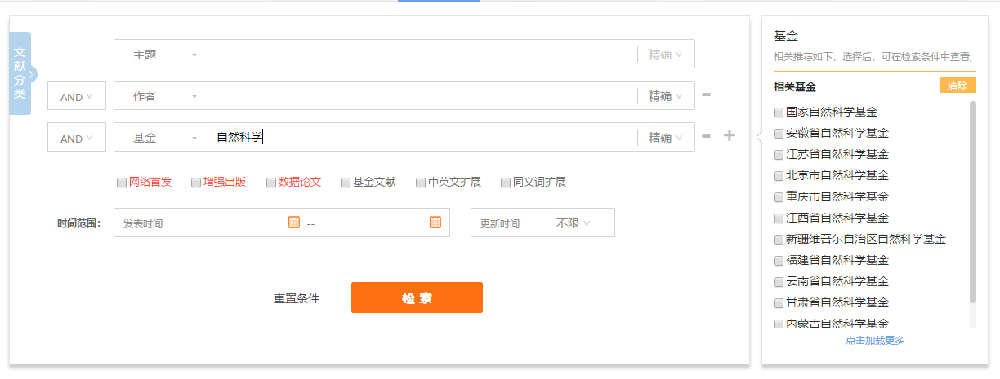 文献分类
主题 精确
AND 作者 精确
AND 基金 自然科学 精确
网络首发 增强出版 数据论文 基金文献 中英文扩展 同义词扩展
时间范围: 发表时间 -- 更新时间 不限
重置条件 检索
基金
相关推荐如下，选择后，可在检索条件中查看;
相关基金 清除
国家自然科学基金
安徽省自然科学基金
江苏省自然科学基金
北京市自然科学基金
重庆市自然科学基金
江西省自然科学基金
新疆维吾尔自治区自然科学基金
福建省自然科学基金
云南省自然科学基金
甘肃省自然科学基金
内蒙古自然科学基金
点击加载更多